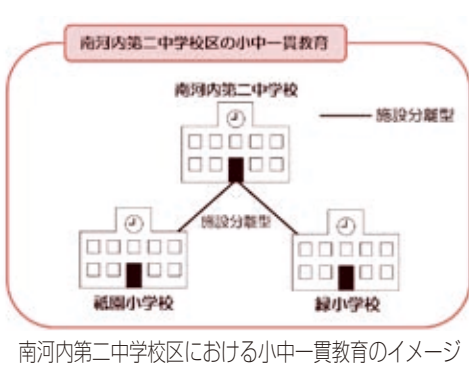 南河内第二中学校区の小中一貫教育
南河内第二中学校
施設分離型
施設分離型
祇園小学校
緑小学校
南河内第二中学校区における小中一貫教育のイメージ